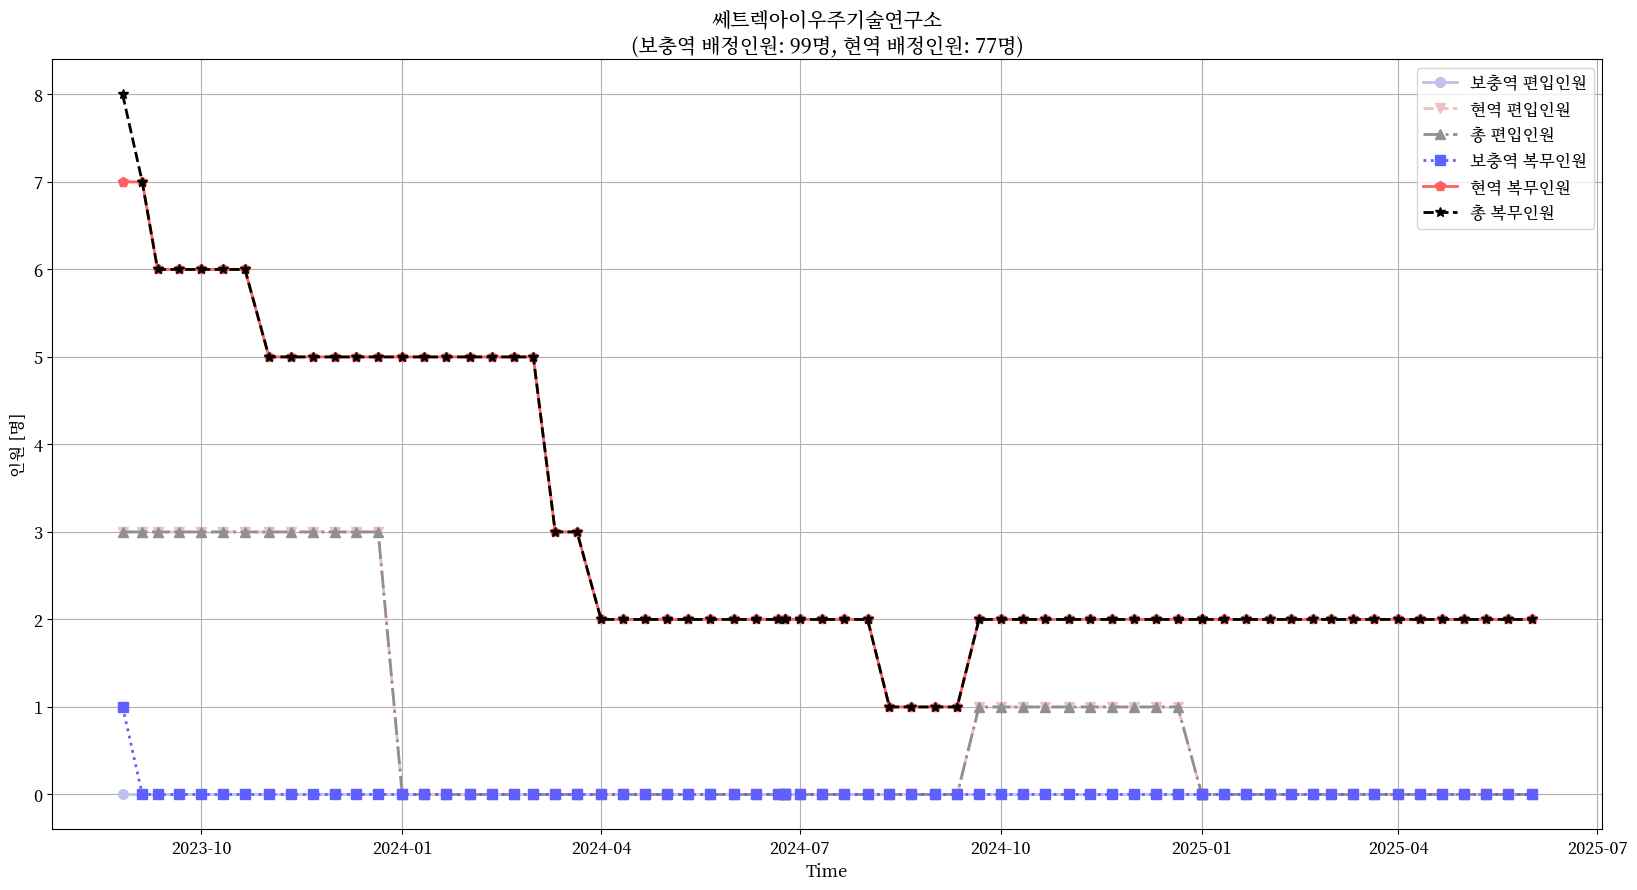 쎄트렉아이우주기술연구소
(보충역 배정인원: 99명, 현역 배정인원: 77명)
보충역 편입인원
현역 편입인원
총 편입인원
보충역 복무인원
현역 복무인원
총 복무인원
인원 [명]
8
7
6
5
4
3
2
1
0
2023-10
2024-01
2024-04
2024-07
2024-10
2025-01
2025-04
2025-07
Time